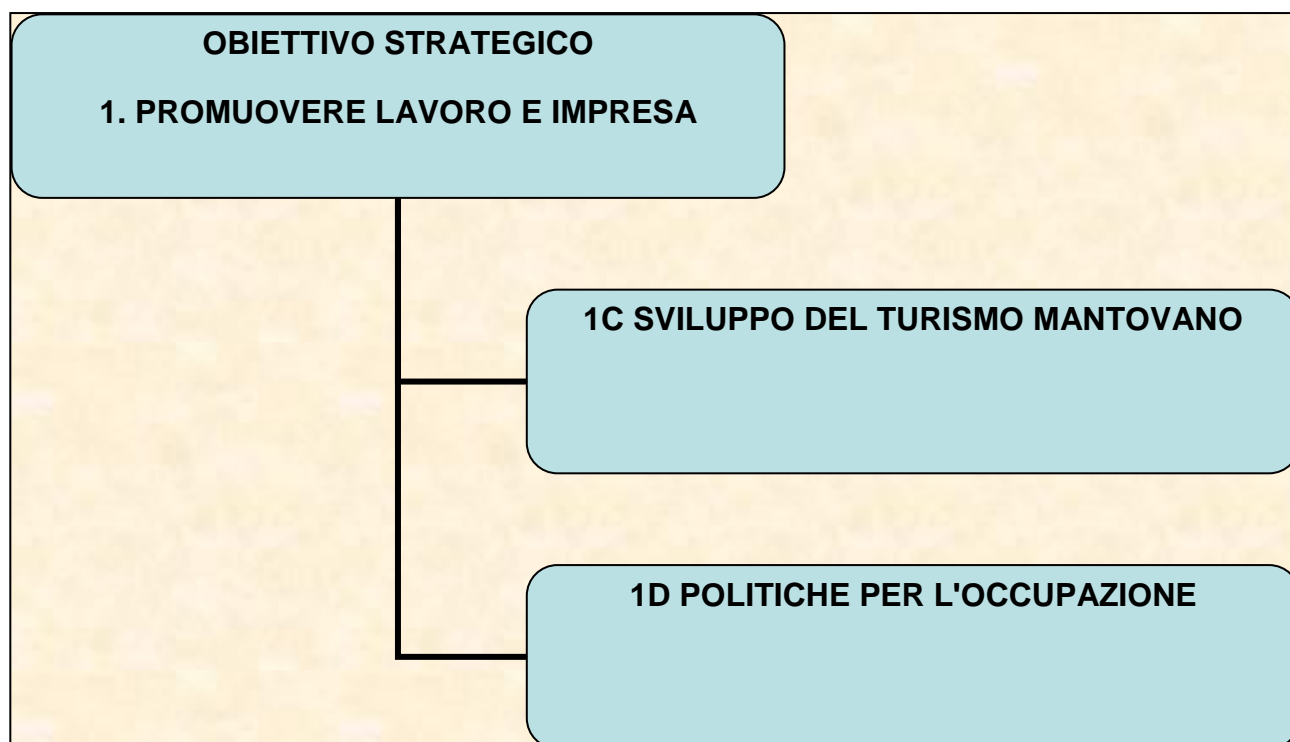 OBIETTIVO STRATEGICO
1. PROMUOVERE LAVORO E IMPRESA
1C SVILUPPO DEL TURISMO MANTOVANO
1D POLITICHE PER L'OCCUPAZIONE